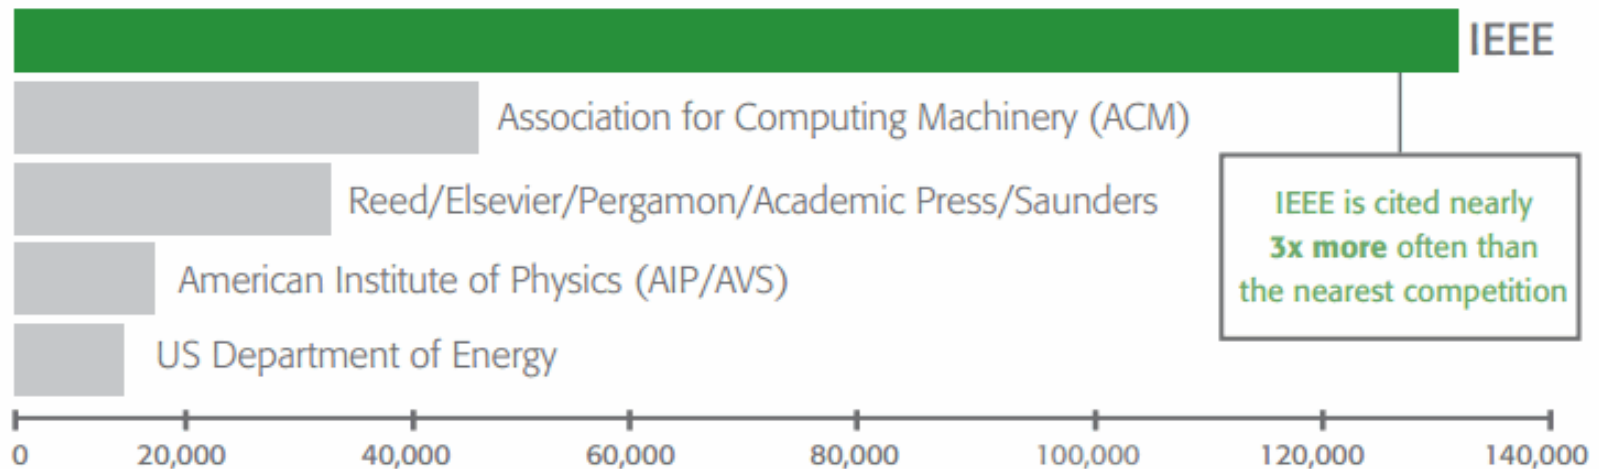 IEEE
Association for Computing Machinery (ACM)
Reed/Elsevier/Pergamon/Academic Press/Saunders
IEEE is cited nearly
3x more often than
the nearest competition
American Institute of Physics (AIP/AVS)
US Department of Energy
0 20,000 40,000 60,000 80,000 100,000 120,000 140,000